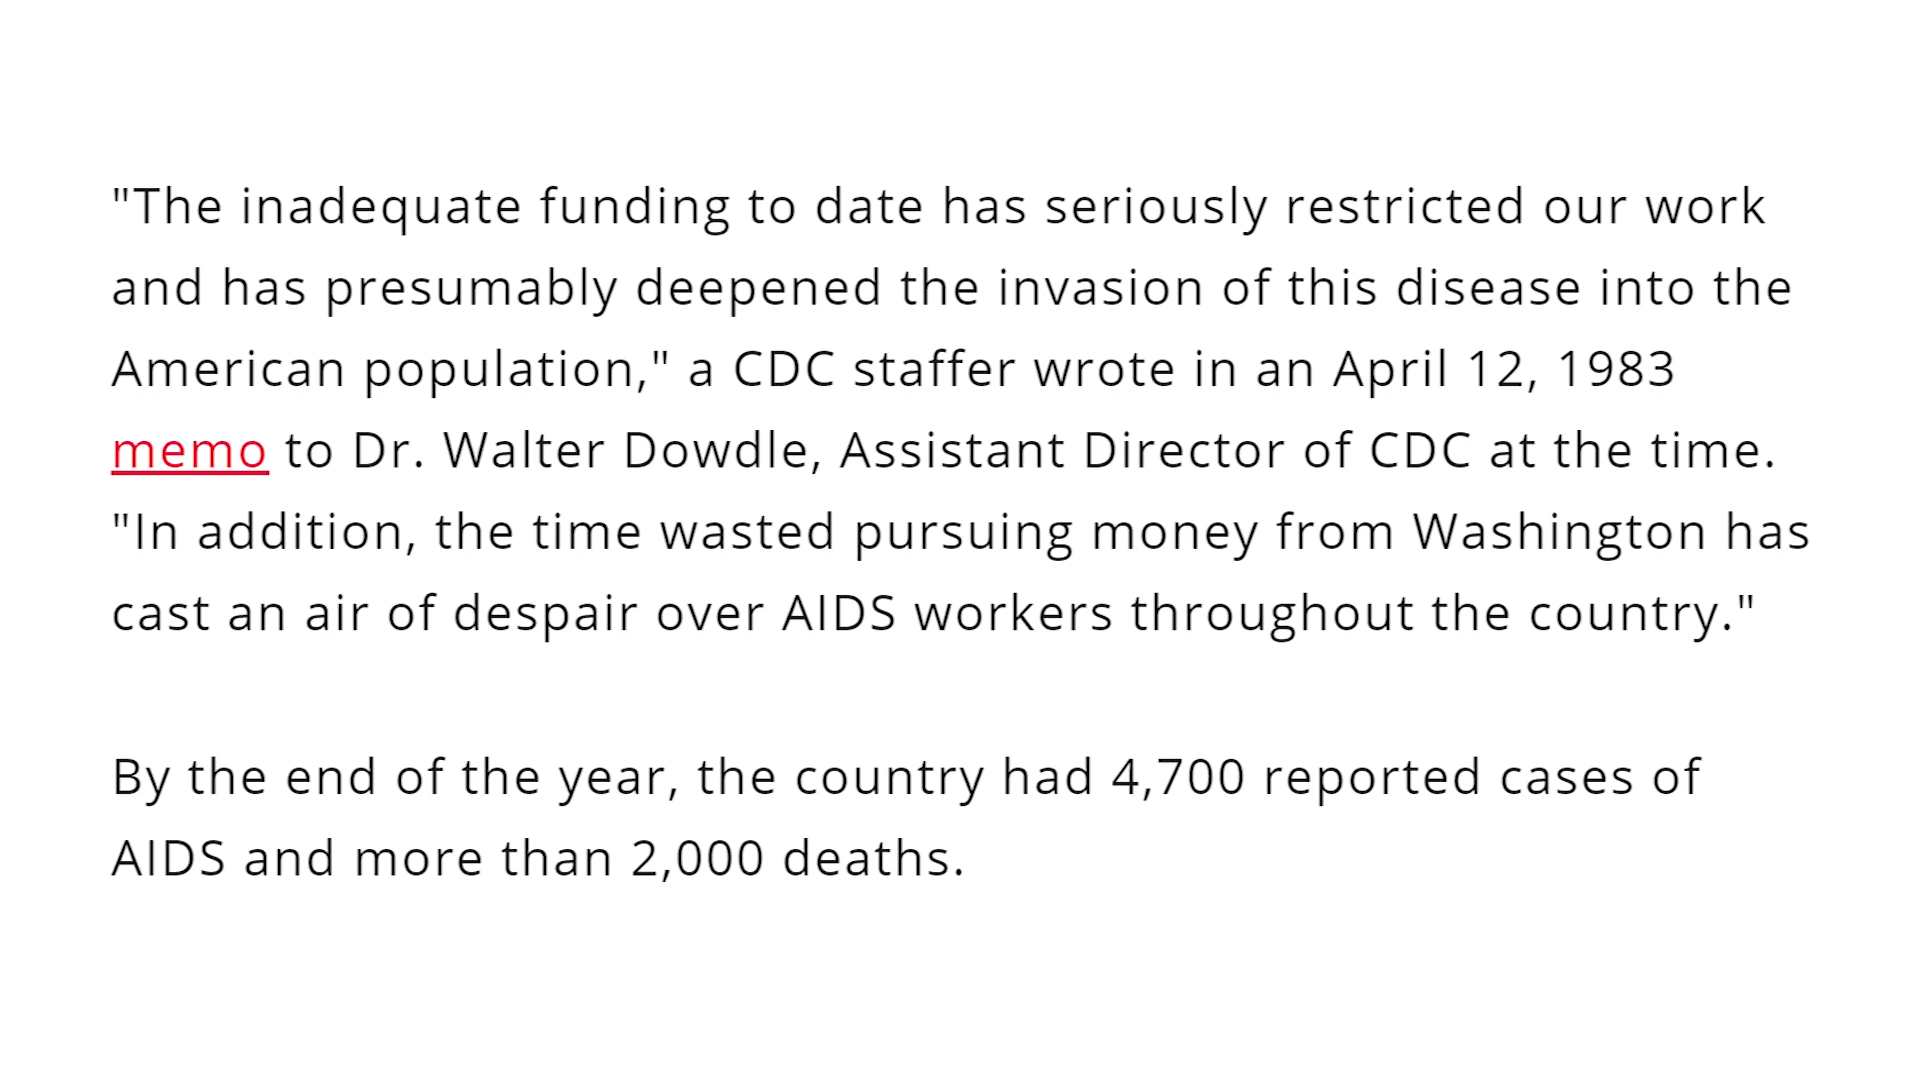 "The inadequate funding to date has seriously restricted our work
and has presumably deepened the invasion of this disease into the
American population," a CDC staffer wrote in an April 12, 1983
memo to Dr. Walter Dowdle, Assistant Director of CDC at the time.
"In addition, the time wasted pursuing money from Washington has
cast an air of despair over AIDS workers throughout the country."
By the end of the year, the country had 4,700 reported cases of
AIDS and more than 2,000 deaths.